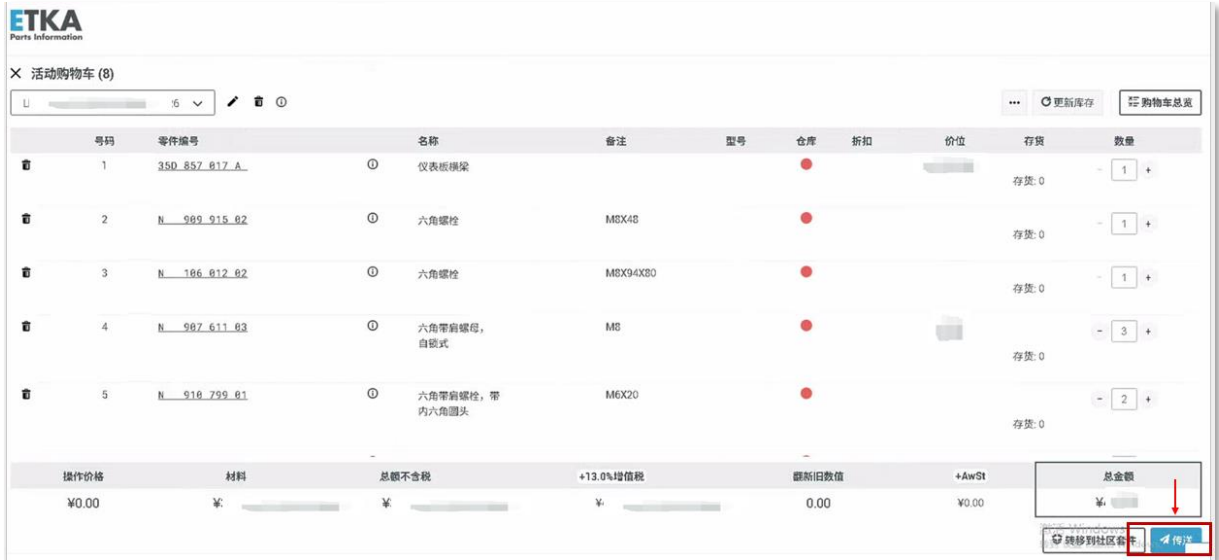 ETKA
Parts Information
活动购物车 (8)
:6
更新库存
购物车总览
号码 零件编号 名称 备注 型号 仓库 折扣 价位 存货 数量
1 35D 857 017 A 仪表板横梁 存货: 0 - 1 +
2 N 909 915 02 六角螺栓 M8X48 存货: 0 - 1 +
3 N 106 012 02 六角螺栓 M8X94X80 存货: 0 - 1 +
4 N 907 611 03 六角带肩螺母，
自锁式 M8 存货: 0 - 3 +
5 N 910 799 01 六角带肩螺栓，带
内六角圆头 M6X20 存货: 0 - 2 +
操作价格 材料 总额不含税 +13.0%增值税 翻新旧数值 +AwSt 总金额
¥0.00 ¥ ¥ ¥ 0.00 ¥0.00 ¥
激活 Windows
转移到社区套件
传送